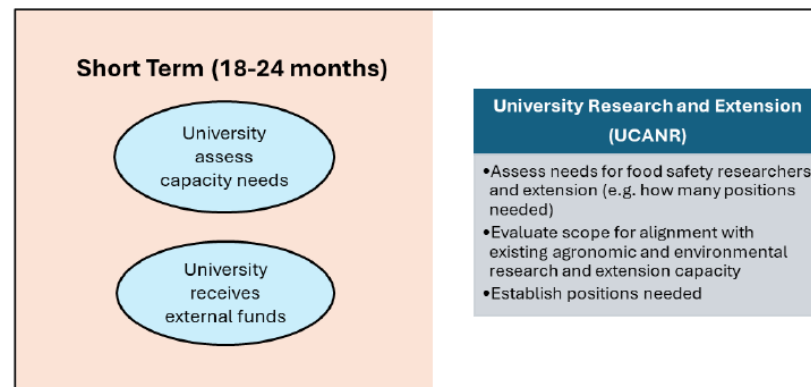 Short Term (18-24 months)
University
assess
capacity needs
University
receives
external funds
University Research and Extension
(UCANR)
•Assess needs for food safety researchers
and extension (e.g. how many positions
needed)
•Evaluate scope for alignment with
existing agronomic and environmental
research and extension capacity
•Establish positions needed